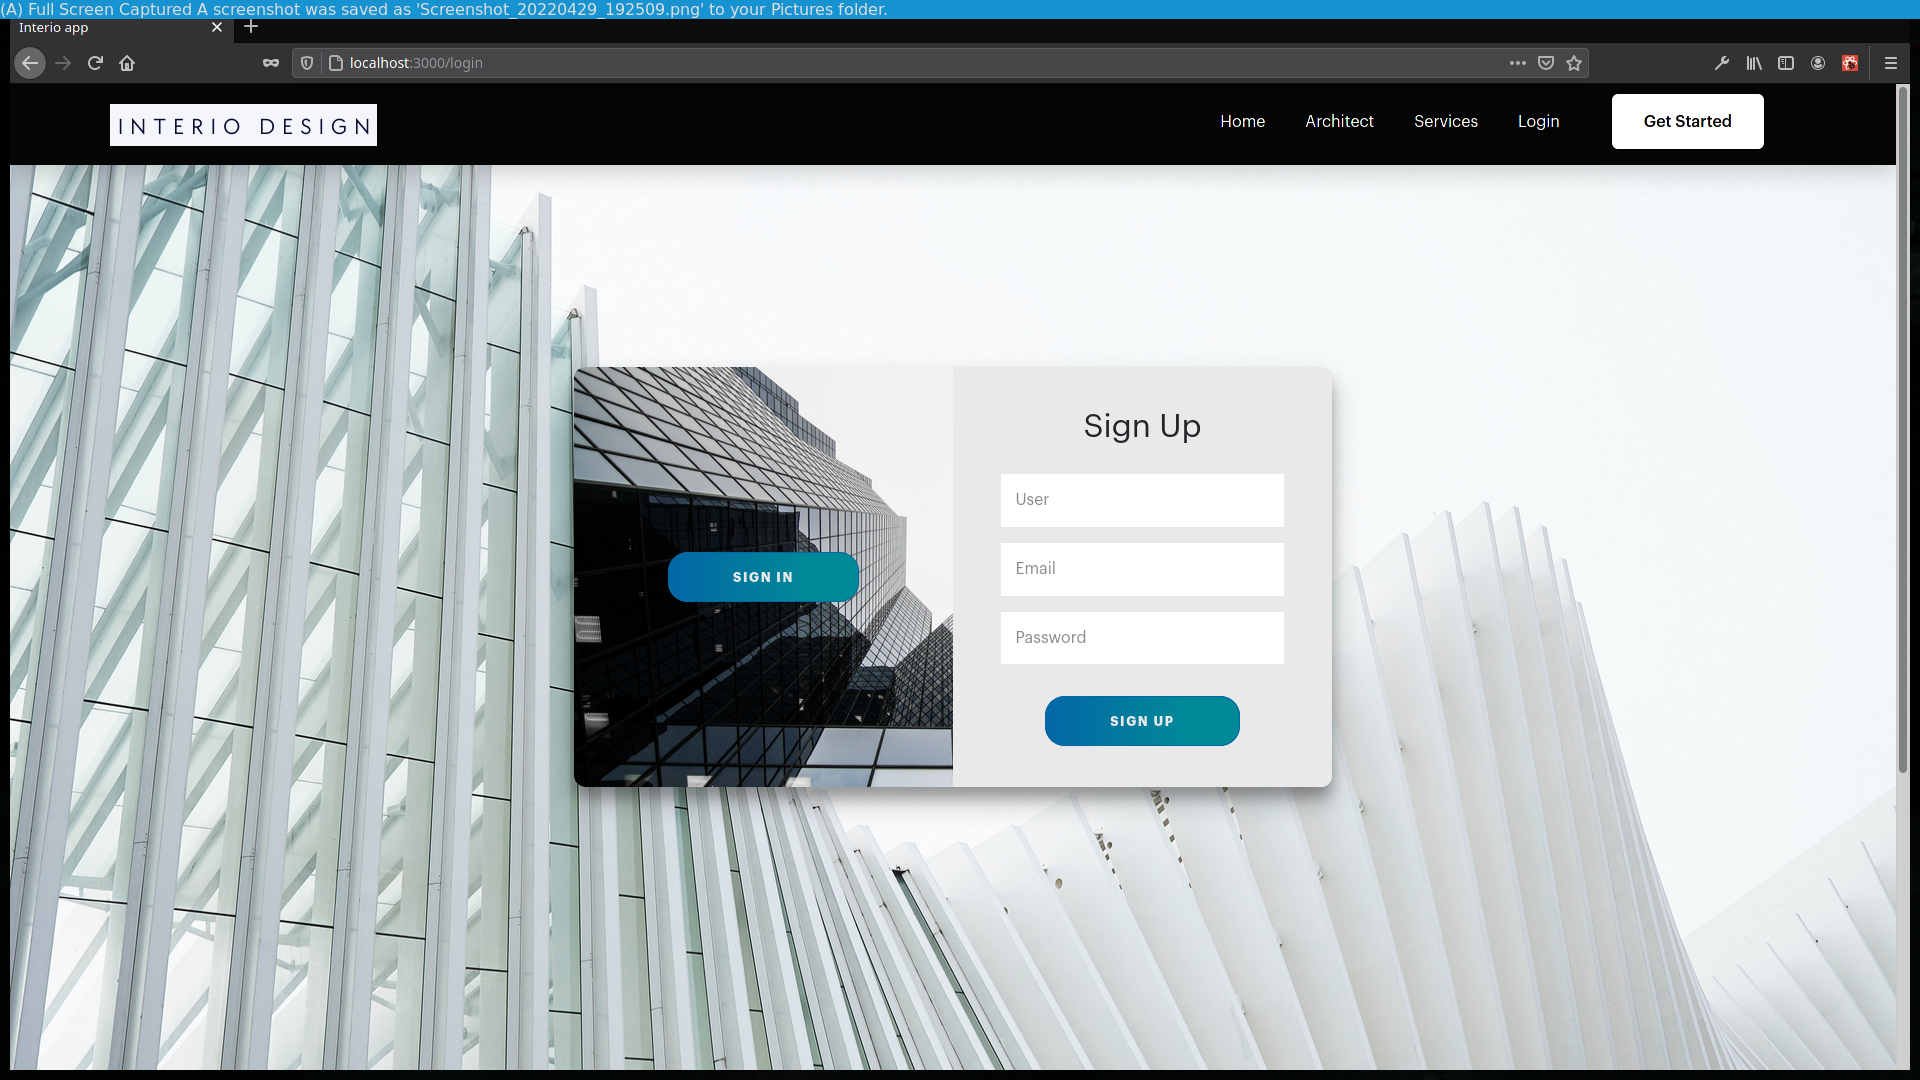 (A) Full Screen Captured A screenshot was saved as 'Screenshot_20220429_192509.png' to your Pictures folder.
Interio app
localhost:3000/login
INTERIO DESIGN
Home Architect Services Login Get Started
Sign Up
User
Email
SIGN IN
Password
SIGN UP